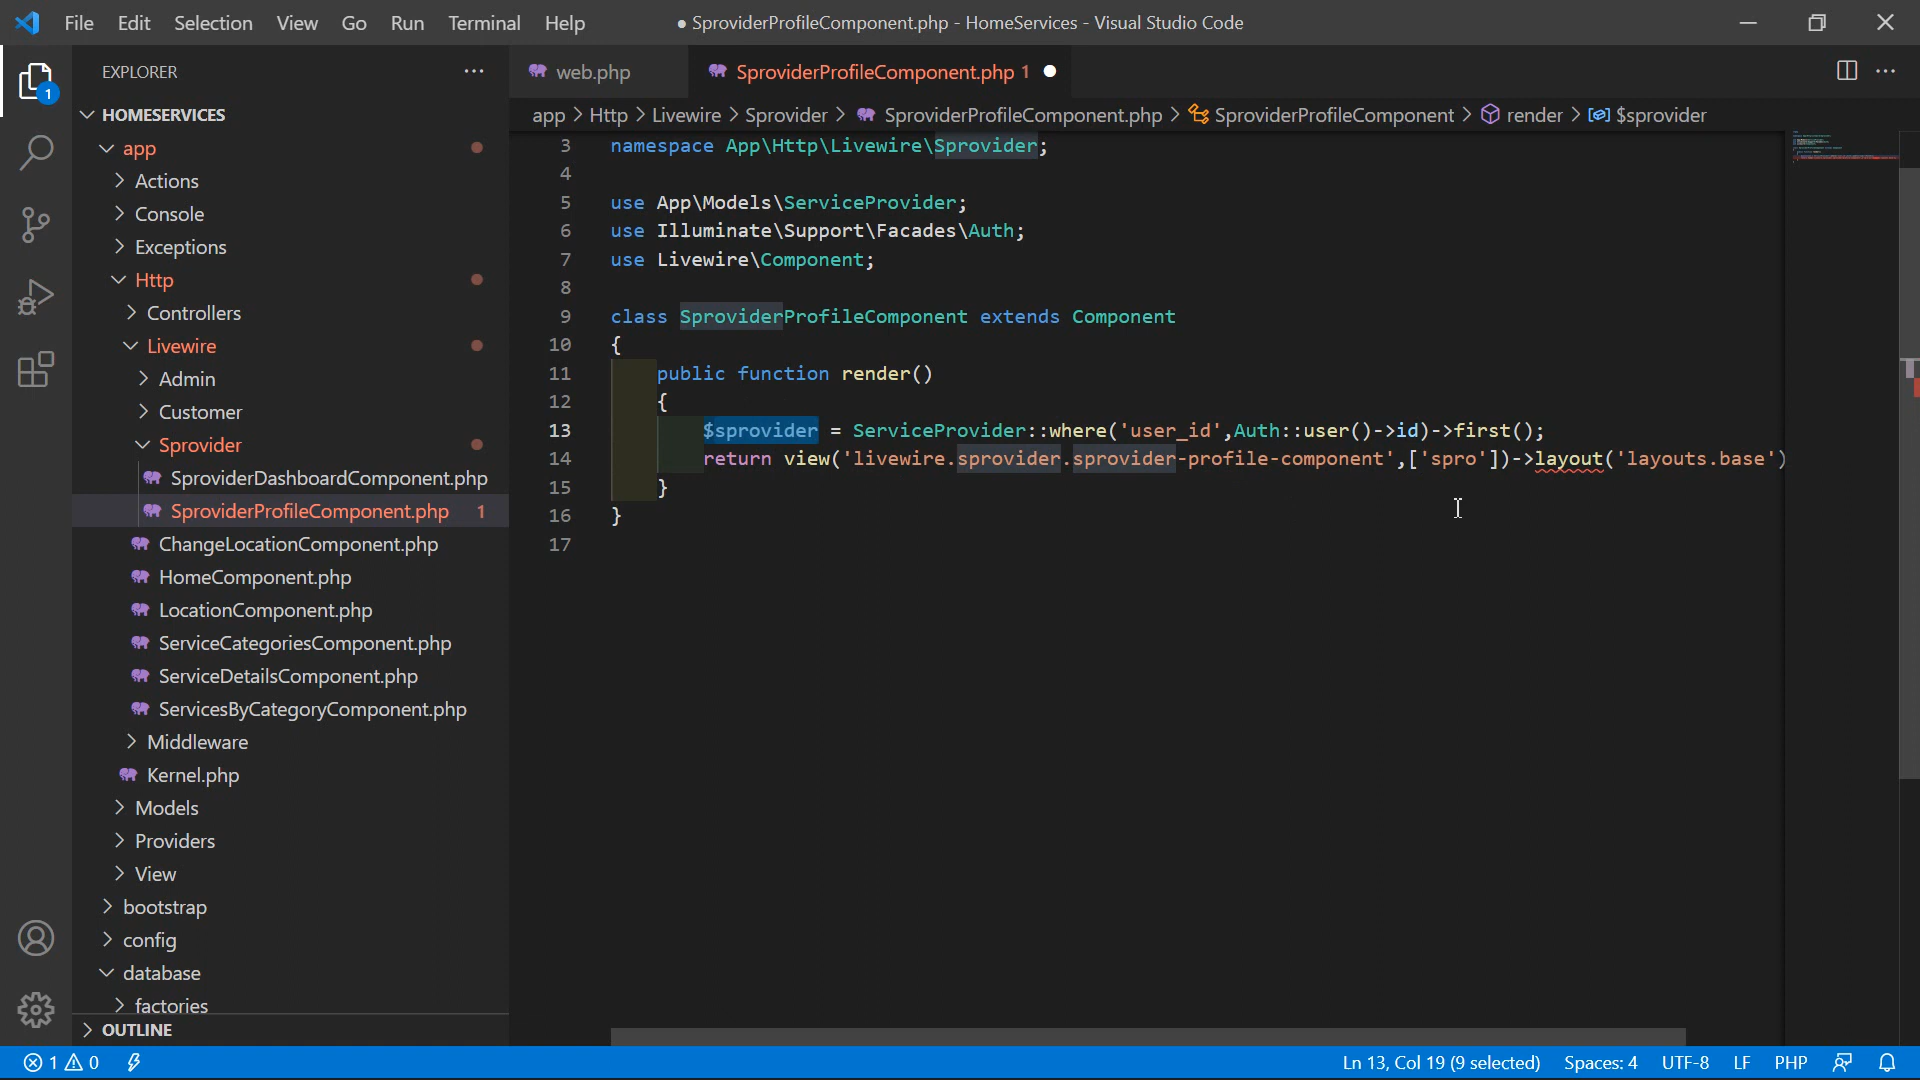 File Edit Selection View Go Run Terminal Help
● SproviderProfileComponent.php - HomeServices - Visual Studio Code
EXPLORER
1
HOMESERVICES
app
Actions
Console
Exceptions
Http
Controllers
Livewire
Admin
Customer
Sprovider
SproviderDashboardComponent.php
SproviderProfileComponent.php 1
ChangeLocationComponent.php
HomeComponent.php
LocationComponent.php
ServiceCategoriesComponent.php
ServiceDetailsComponent.php
ServicesByCategoryComponent.php
Middleware
Kernel.php
Models
Providers
View
bootstrap
config
database
factories
OUTLINE
web.php
SproviderProfileComponent.php 1
app > Http > Livewire > Sprovider > SproviderProfileComponent.php > SproviderProfileComponent > render > $sprovider
3 namespace App\Http\Livewire\Sprovider;
4
5 use App\Models\ServiceProvider;
6 use Illuminate\Support\Facades\Auth;
7 use Livewire\Component;
8
9 class SproviderProfileComponent extends Component
10 {
11 public function render()
12 {
13 $sprovider = ServiceProvider::where('user_id',Auth::user()->id)->first();
14 return view('livewire.sprovider.sprovider-profile-component',['spro'])->layout('layouts.base')
15 }
16 }
17
1 0
Ln 13, Col 19 (9 selected) Spaces: 4 UTF-8 LF PHP